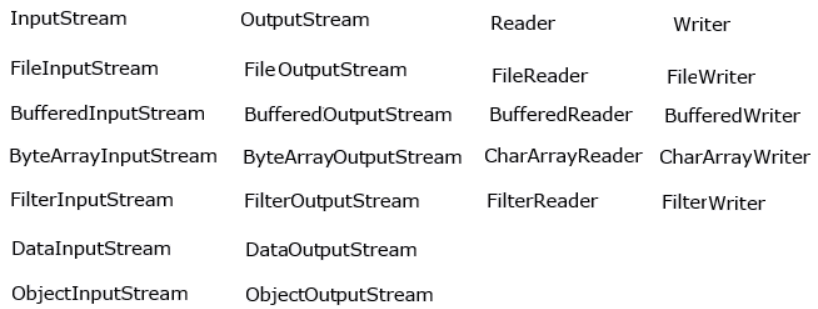 InputStream OutputStream Reader Writer
FileInputStream FileOutputStream FileReader FileWriter
BufferedInputStream BufferedOutputStream BufferedReader BufferedWriter
ByteArrayInputStream ByteArrayOutputStream CharArrayReader CharArrayWriter
FilterInputStream FilterOutputStream FilterReader FilterWriter
DataInputStream DataOutputStream
ObjectInputStream ObjectOutputStream